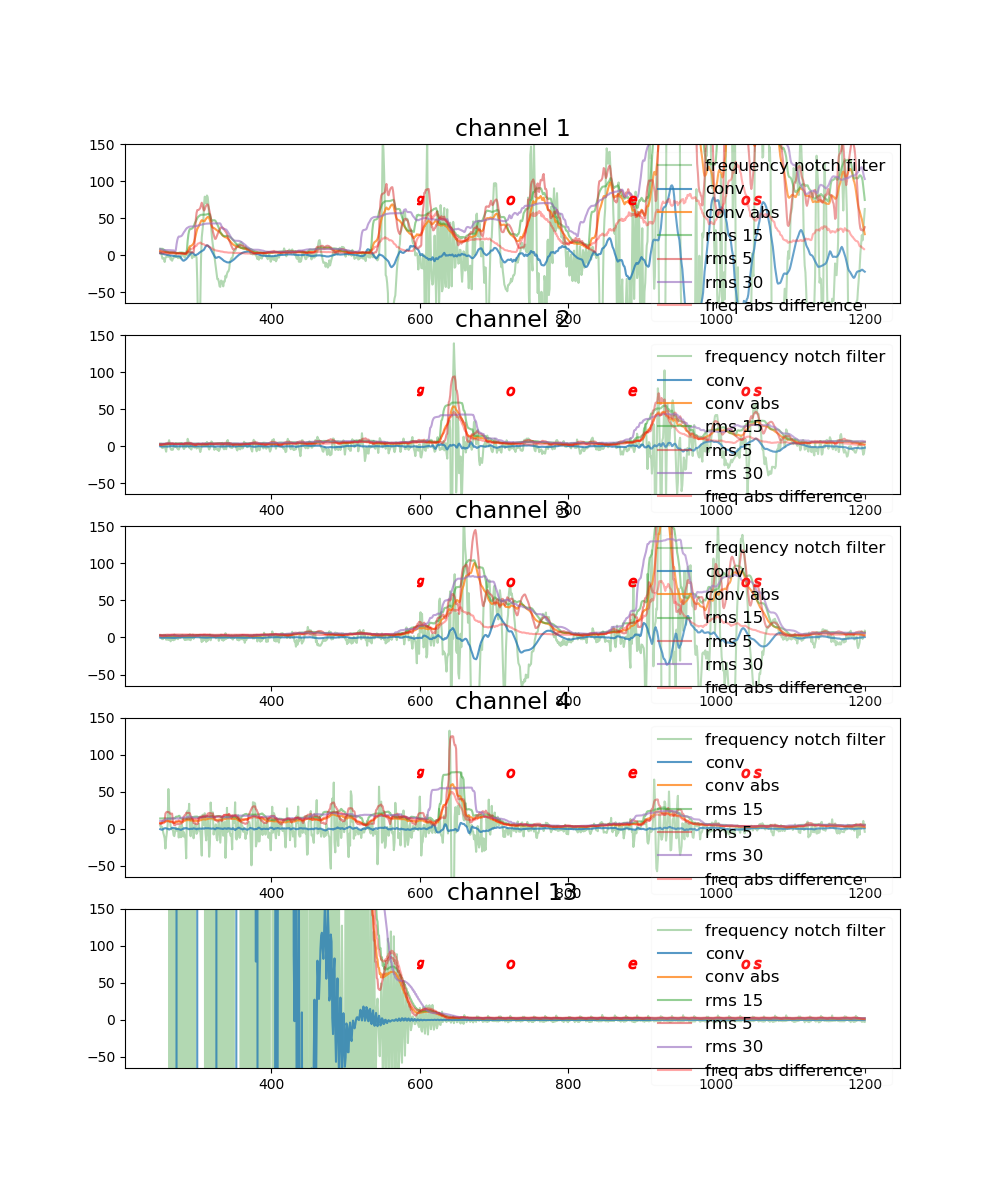 channel 1
150
100
50
0
−50
400
600
800
1000
1200
g
o
e
o
s
frequency notch filter
conv
conv abs
rms 15
rms 5
rms 30
freq abs difference
channel 2
150
100
50
0
−50
400
600
800
1000
1200
g
o
e
o
s
frequency notch filter
conv
conv abs
rms 15
rms 5
rms 30
freq abs difference
channel 3
150
100
50
0
−50
400
600
800
1000
1200
g
o
e
o
s
frequency notch filter
conv
conv abs
rms 15
rms 5
rms 30
freq abs difference
channel 4
150
100
50
0
−50
400
600
800
1000
1200
g
o
e
o
s
frequency notch filter
conv
conv abs
rms 15
rms 5
rms 30
freq abs difference
channel 13
150
100
50
0
−50
400
600
800
1000
1200
g
o
e
o
s
frequency notch filter
conv
conv abs
rms 15
rms 5
rms 30
freq abs difference